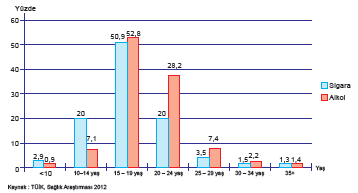 Yüzde
60
50
40
30
20
10
0
2,9 0,9
20 7,1
50,9 52,8
20 28,2
3,5 7,4
1,5 2,2
1,3 1,4
<10 10–14 yaş 15 – 19 yaş 20 – 24 yaş 25 – 29 yaş 30 – 34 yaş 35+ Yaş
Sigara
Alkol
Kaynak : TÜİK, Sağlık Araştırması 2012